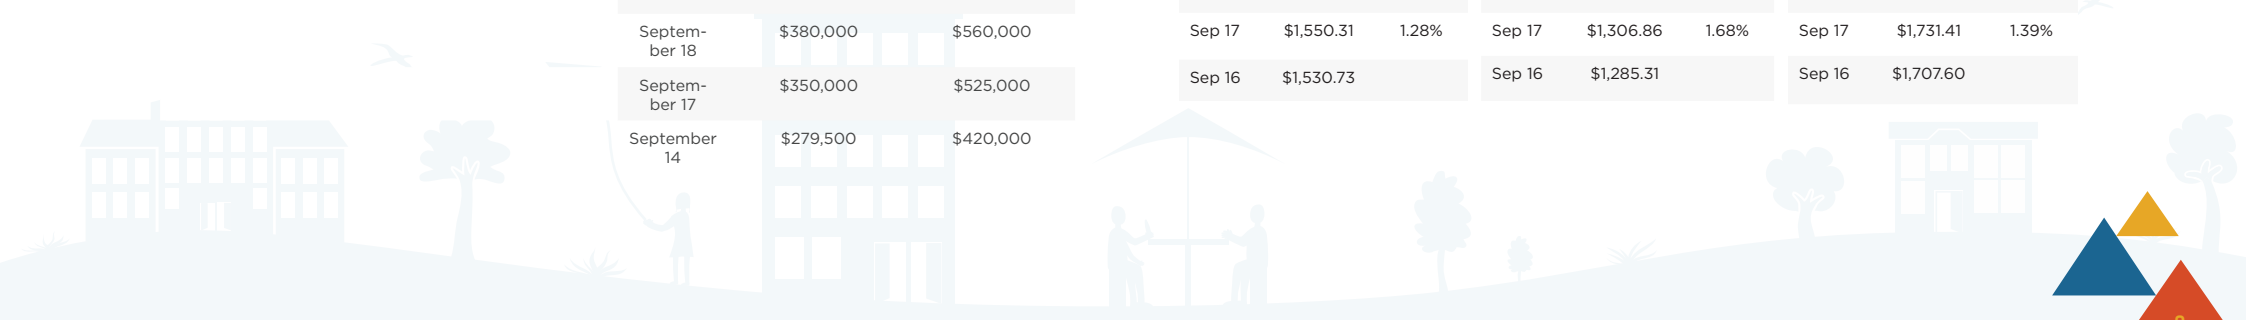 Septem-
ber 18 $380,000 $560,000
Septem-
ber 17 $350,000 $525,000
September
14 $279,500 $420,000
Sep 17 $1,550.31 1.28%
Sep 16 $1,530.73
Sep 17 $1,306.86 1.68%
Sep 16 $1,285.31
Sep 17 $1,731.41 1.39%
Sep 16 $1,707.60